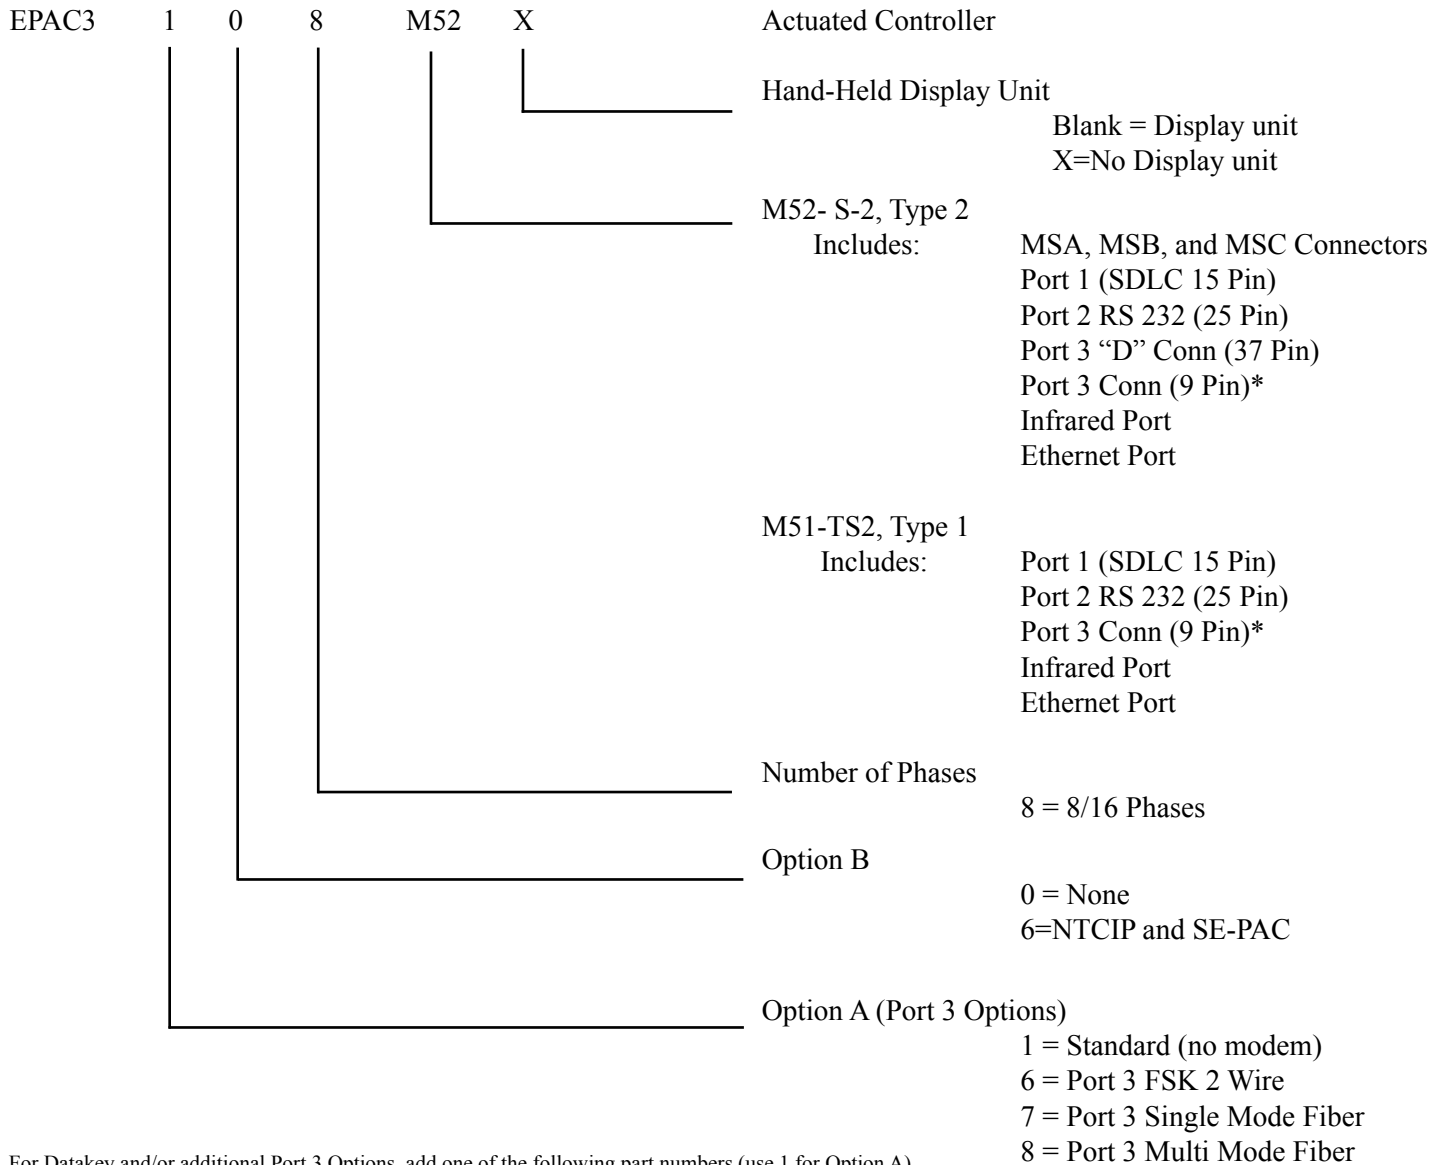 EPAC3 1 0 8 M52 X Actuated Controller
Hand-Held Display Unit
Blank = Display unit
X=No Display unit
M52- S-2, Type 2
Includes: MSA, MSB, and MSC Connectors
Port 1 (SDLC 15 Pin)
Port 2 RS 232 (25 Pin)
Port 3 “D” Conn (37 Pin)
Port 3 Conn (9 Pin)*
Infrared Port
Ethernet Port
M51-TS2, Type 1
Includes: Port 1 (SDLC 15 Pin)
Port 2 RS 232 (25 Pin)
Port 3 Conn (9 Pin)*
Infrared Port
Ethernet Port
Number of Phases
8 = 8/16 Phases
Option B
0 = None
6=NTCIP and SE-PAC
Option A (Port 3 Options)
1 = Standard (no modem)
6 = Port 3 FSK 2 Wire
7 = Port 3 Single Mode Fiber
8 = Port 3 Multi Mode Fiber
For Datakey and/or additional Port 3 Options, add one of the following part numbers (use 1 for Option A)